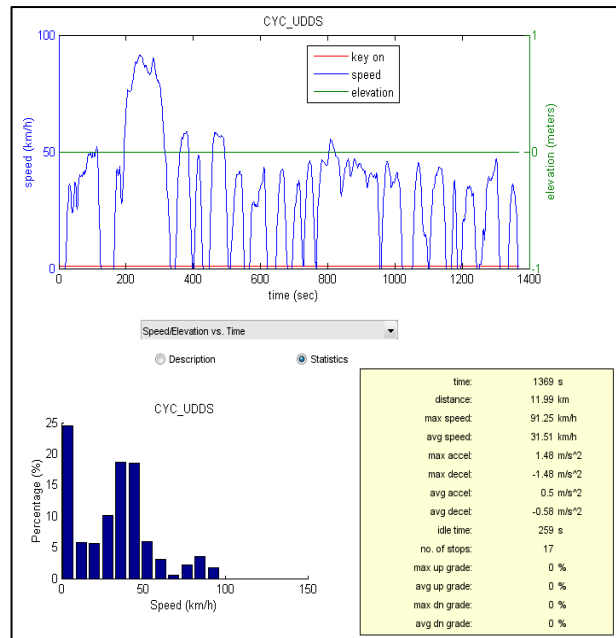 CYC_UDDS
100
50
0
speed (km/h)
key on
speed
elevation
1
0
-1
elevation (meters)
0 200 400 600 800 1000 1200 1400
time (sec)
Speed/Elevation vs. Time
Description Statistics
CYC_UDDS
25
20
15
10
5
0
Percentage (%)
0 50 100 150
Speed (km/h)
time: 1369 s
distance: 11.99 km
max speed: 91.25 km/h
avg speed: 31.51 km/h
max accel: 1.48 m/s^2
max decel: -1.48 m/s^2
avg accel: 0.5 m/s^2
avg decel: -0.58 m/s^2
idle time: 259 s
no. of stops: 17
max up grade: 0 %
avg up grade: 0 %
max dn grade: 0 %
avg dn grade: 0 %